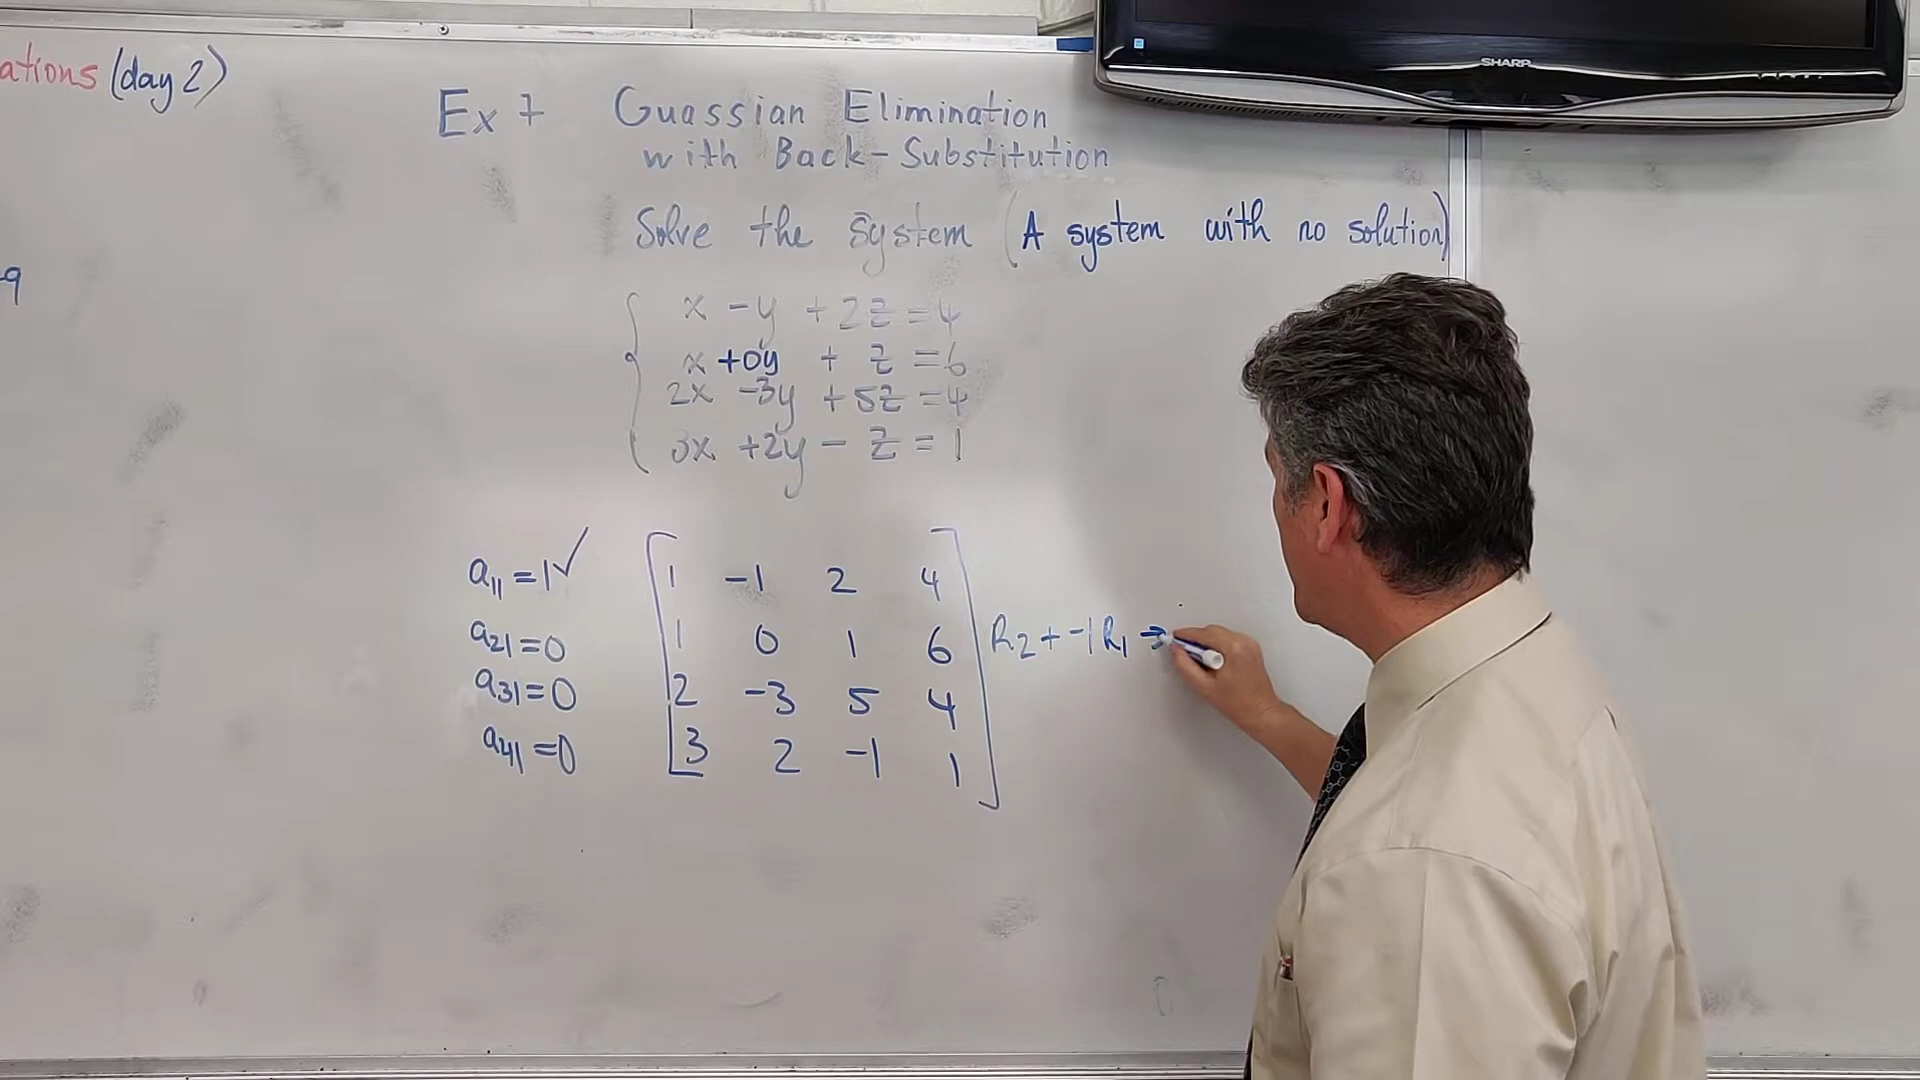 ations (day 2)
-9
SHARP
Ex 7 Guassian Elimination
with Back-Substitution
Solve the system (A system with no solution)
x - y + 2z = 4
x + 0y + z = 6
2x - 3y + 5z = 4
3x + 2y - z = 1
a11 = 1 ✓ 1 -1 2 4
a21 = 0 1 0 1 6 R2 + -1R1 →
a31 = 0 2 -3 5 4
a41 = 0 3 2 -1 1